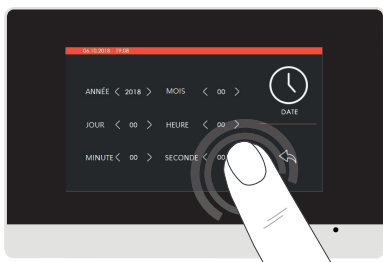 06.10.2018 19:08
ANNÉE < 2018 > MOIS < 00 >
DATE
JOUR < 00 > HEURE < 00 >
MINUTE < 00 > SECONDE < 00